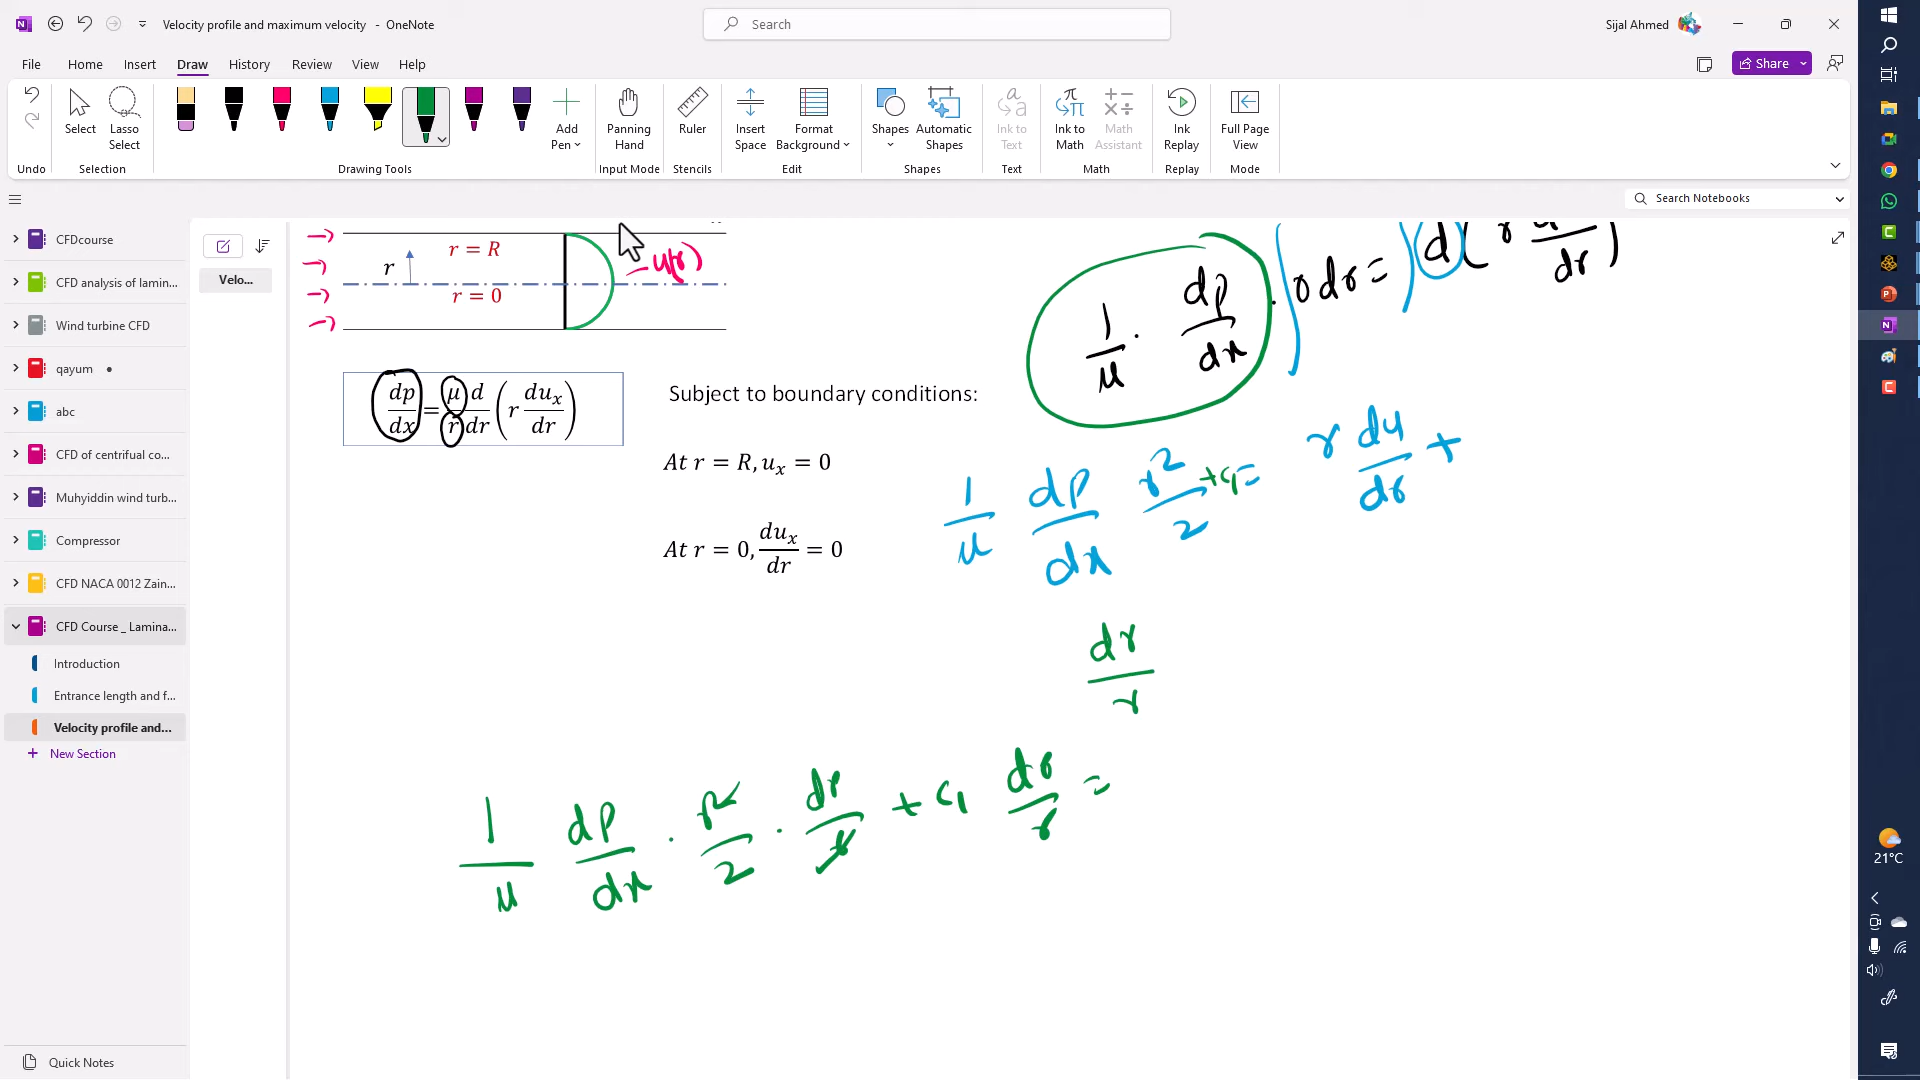 Velocity profile and maximum velocity - OneNote
Search
Sijal Ahmed
File Home Insert Draw History Review View Help
Share
Undo
Select
Lasso Select
Selection
Drawing Tools
Add Pen
Panning Hand
Input Mode
Ruler
Stencils
Insert Space
Format Background
Edit
Shapes
Automatic Shapes
Shapes
Ink to Text
Text
Ink to Math
Math Assistant
Math
Ink Replay
Replay
Full Page View
Mode
Search Notebooks
CFDcourse
CFD analysis of lamin...
Wind turbine CFD
qayum
abc
CFD of centrifual co...
Muhyiddin wind turb...
Compressor
CFD NACA 0012 Zain...
CFD Course _ Lamina...
Introduction
Entrance length and f...
Velocity profile and...
New Section
Quick Notes
Velo...
r = R
r
r = 0
u(r)
dp/dx = μ/r d/dr (r du_x/dr)
Subject to boundary conditions:
At r = R, u_x = 0
At r = 0, du_x/dr = 0
1/μ · dp/dx · r dr = d(r du/dr)
1/μ dp/dx r²/2 + c1 = r du/dr +
dr/r
1/μ dp/dx · r²/2 · dr/r + c1 dr/r =
21°C